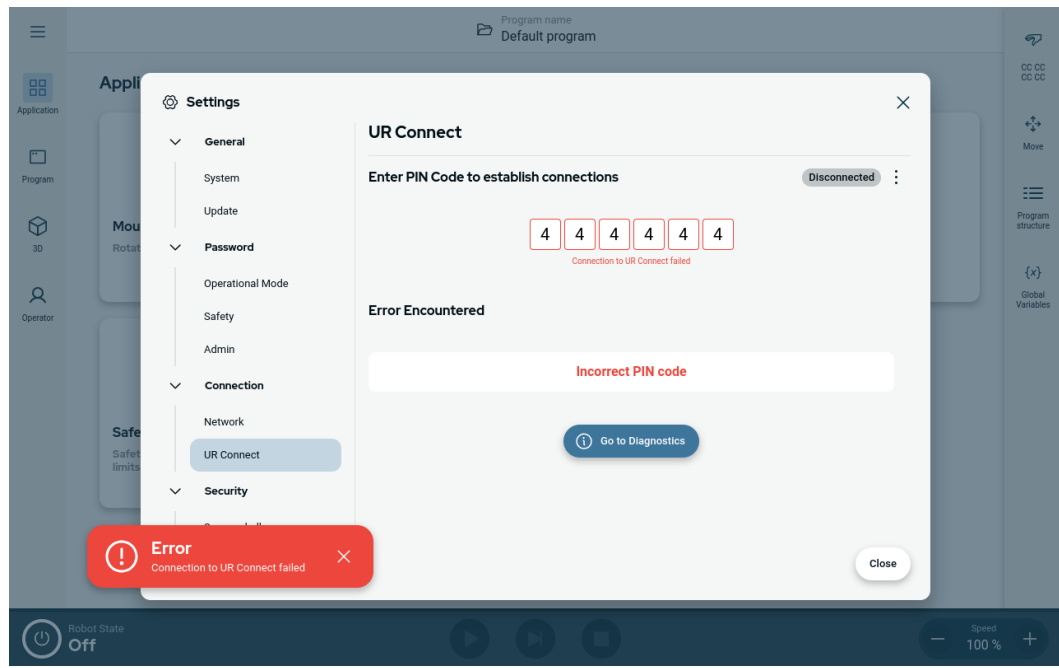 Program name
Default program
Application
Program
3D
Operator
Appli
Mou
Rotat
Safe
Safet
limits
Settings
General
System
Update
Password
Operational Mode
Safety
Admin
Connection
Network
UR Connect
Security
UR Connect
Enter PIN Code to establish connections
Disconnected
4 4 4 4 4 4
Connection to UR Connect failed
Error Encountered
Incorrect PIN code
Go to Diagnostics
Close
Error
Connection to UR Connect failed
CC CC
CC CC
Move
Program
structure
{x}
Global
Variables
Robot State
Off
Speed
100 %